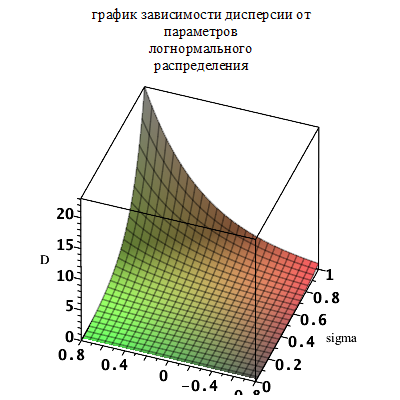 график зависимости дисперсии от
параметров
логнормального
распределения
20
15
D
10
5
0
0.8
0.4
0
-0.4
0
0.2
0.4
sigma
0.6
0.8
1